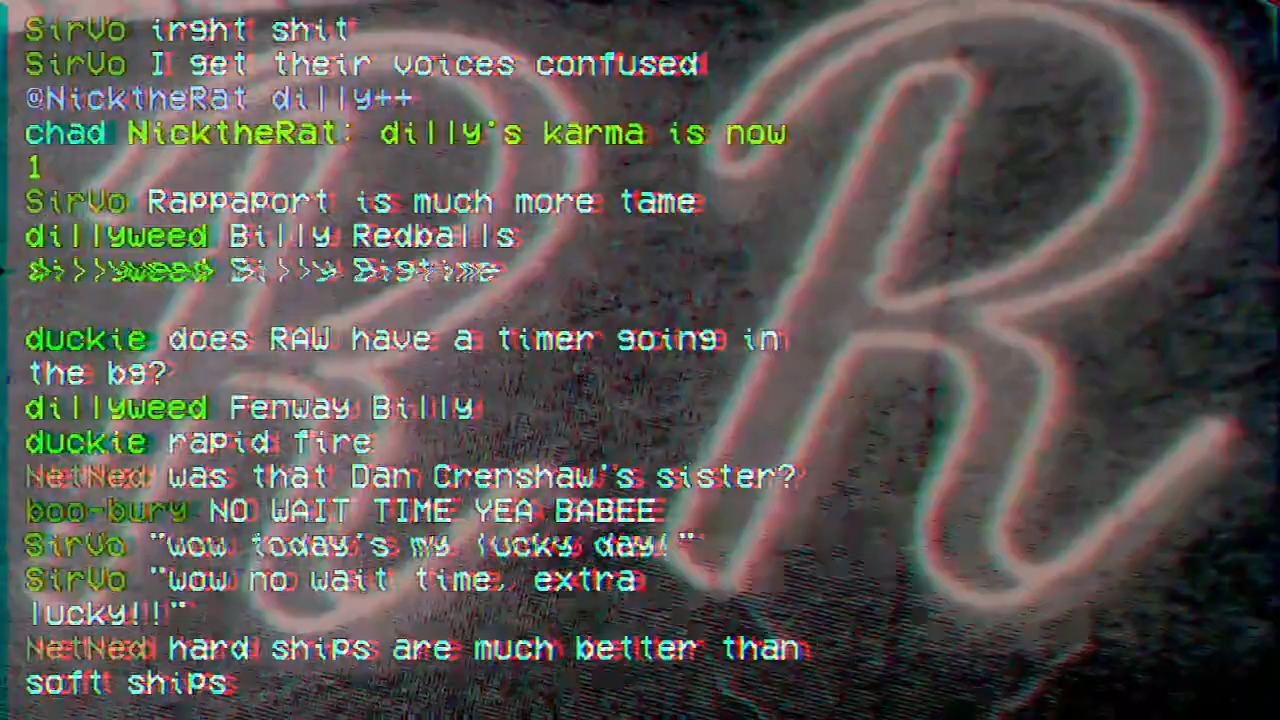 SirVo irght shit
SirVo I get their voices confused
@NicktheRat dilly++
chad NicktheRat: dilly's karma is now
1
SirVo Rappaport is much more tame
dillyweed Billy Redballs
dillyweed Billy Bigtime
duckie does RAW have a timer going in
the bg?
dillyweed Fenway Billy
duckie rapid fire
NetNed was that Dan Crenshaw's sister?
boo-bury NO WAIT TIME YEA BABEE
SirVo "wow today's my lucky day!"
SirVo "wow no wait time, extra
lucky!!"
NetNed hard ships are much better than
soft ships
R R